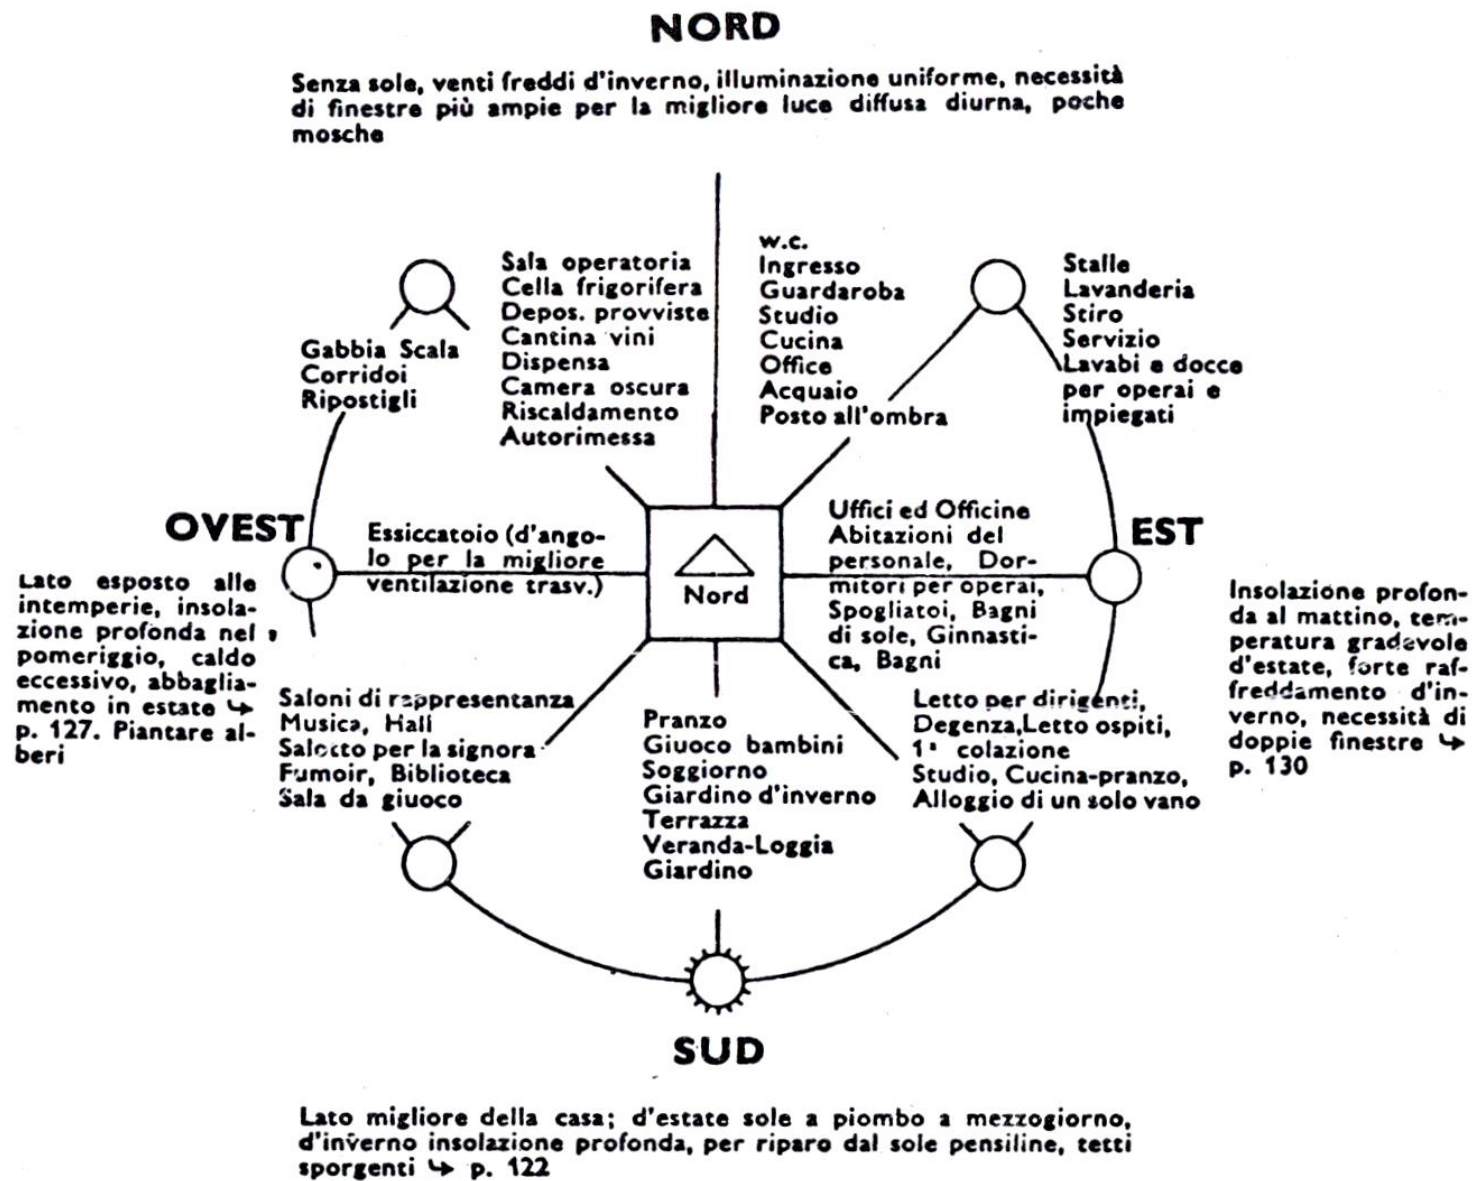 NORD
Senza sole, venti freddi d'inverno, illuminazione uniforme, necessità
di finestre più ampie per la migliore luce diffusa diurna, poche
mosche
Sala operatoria
Cella frigorifera
Depos. provviste
Cantina vini
Dispensa
Camera oscura
Riscaldamento
Autorimessa
w.c.
Ingresso
Guardaroba
Studio
Cucina
Office
Acquaio
Posto all'ombra
Stalle
Lavanderia
Stiro
Servizio
Lavabi e docce
per operai e
impiegati
Gabbia Scala
Corridoi
Ripostigli
OVEST
Lato esposto alle
intemperie, insola-
zione profonda nel
pomeriggio, caldo
eccessivo, abbaglia-
mento in estate ↪
p. 127. Piantare al-
beri
Essiccatoio (d'ango-
lo per la migliore
ventilazione trasv.)
Nord
Uffici ed Officine
Abitazioni del
personale, Dor-
mitori per operai,
Spogliatoi, Bagni
di sole, Ginnasti-
ca, Bagni
EST
Insolazione profon-
da al mattino, tem-
peratura gradevole
d'estate, forte raf-
freddamento d'in-
verno, necessità di
doppie finestre ↪
p. 130
Saloni di rappresentanza
Musica, Hall
Salotto per la signora
Fumoir, Biblioteca
Sala da giuoco
Pranzo
Giuoco bambini
Soggiorno
Giardino d'inverno
Terrazza
Veranda-Loggia
Giardino
Letto per dirigenti,
Degenza,Letto ospiti,
1ª colazione
Studio, Cucina-pranzo,
Alloggio di un solo vano
SUD
Lato migliore della casa; d'estate sole a piombo a mezzogiorno,
d'inverno insolazione profonda, per riparo dal sole pensiline, tetti
sporgenti ↪ p. 122